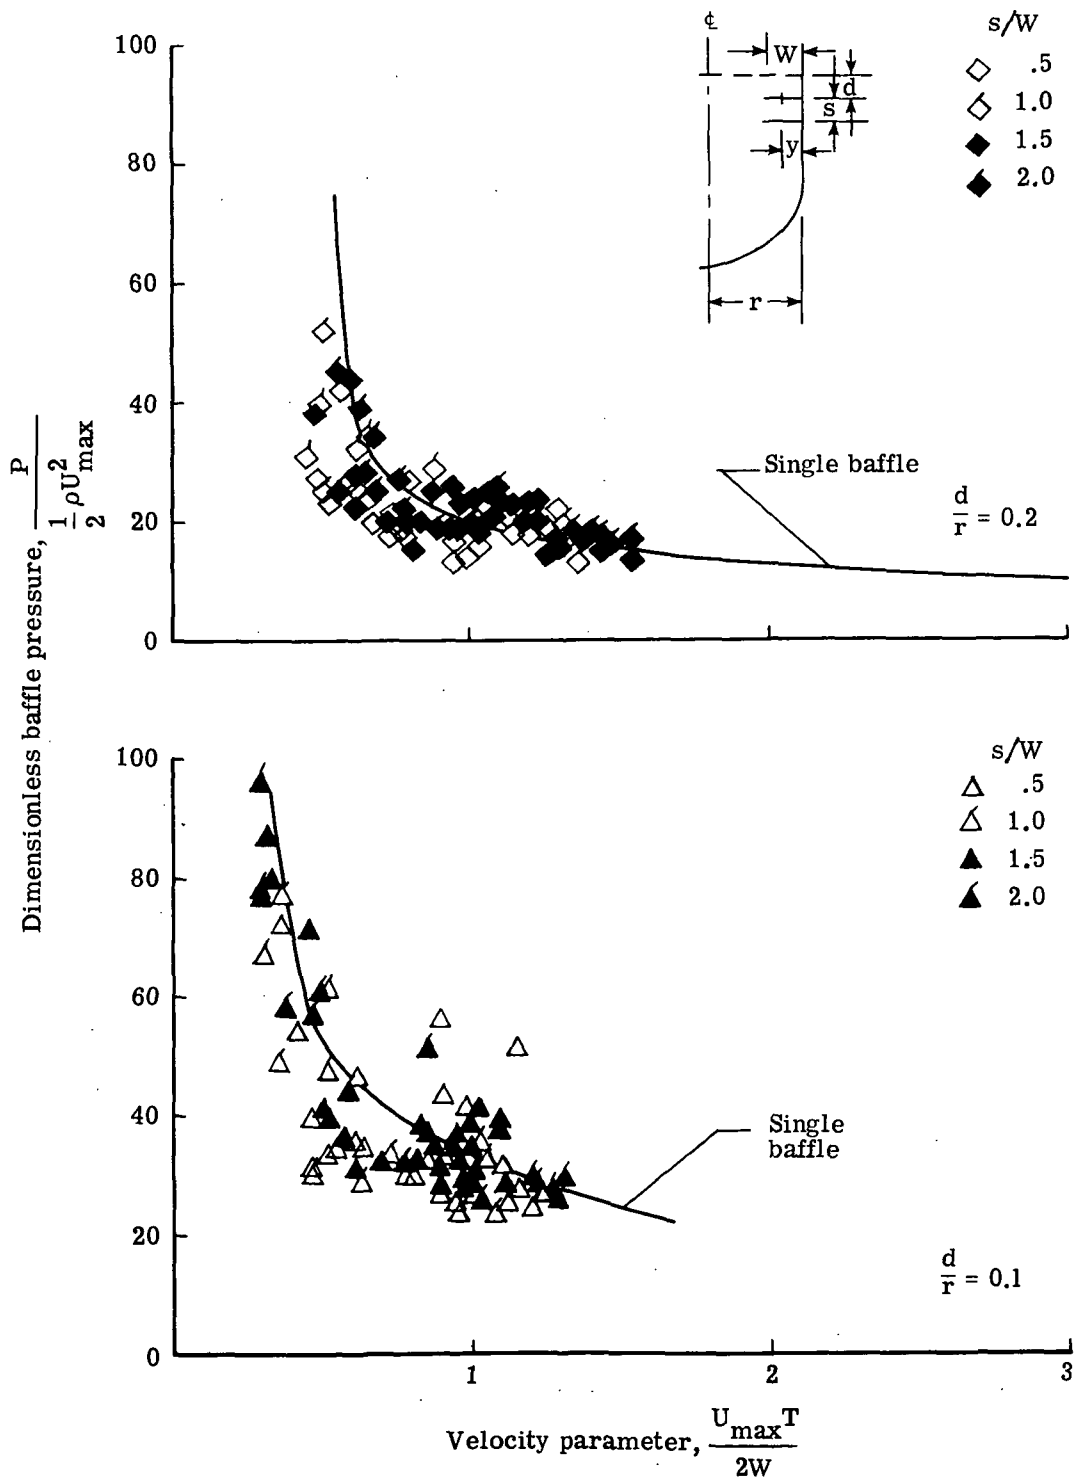 ℄
W
d
s
y
r
s/W
.5
1.0
1.5
2.0
100
80
60
40
20
0
Single baffle
d/r = 0.2
Dimensionless baffle pressure, P / (1/2 ρU²max)
s/W
.5
1.0
1.5
2.0
100
80
60
40
20
0
Single
baffle
d/r = 0.1
1
2
3
Velocity parameter, UmaxT / 2W